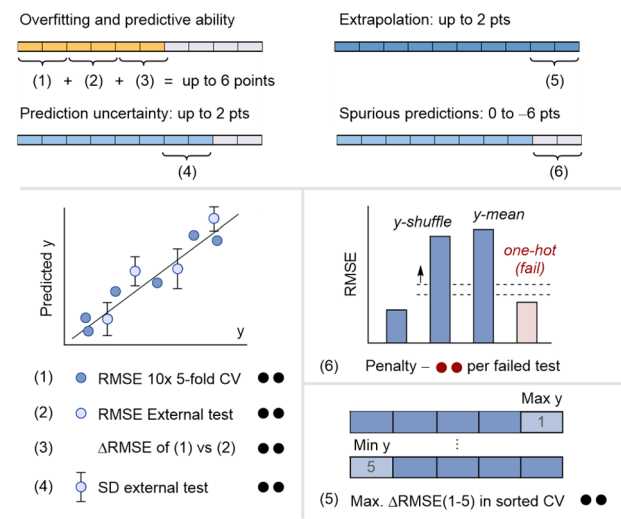 Overfitting and predictive ability
(1) + (2) + (3) = up to 6 points
Prediction uncertainty: up to 2 pts
(4)
Extrapolation: up to 2 pts
(5)
Spurious predictions: 0 to –6 pts
(6)
Predicted y
y
(1) RMSE 10x 5-fold CV
(2) RMSE External test
(3) ΔRMSE of (1) vs (2)
(4) SD external test
RMSE
y-shuffle
y-mean
one-hot
(fail)
(6) Penalty – per failed test
Max y
1
Min y
5
(5) Max. ΔRMSE(1-5) in sorted CV